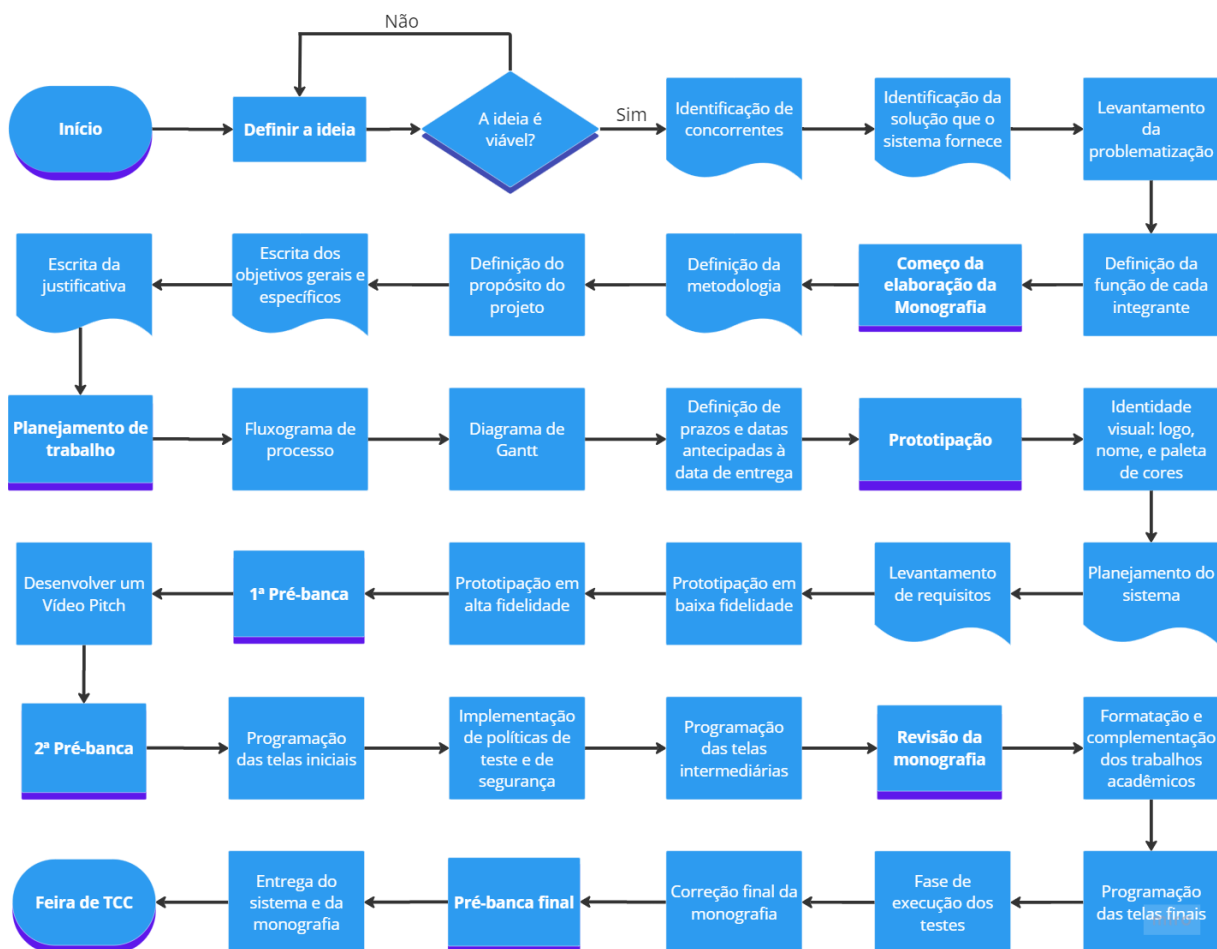 Não
Início
Definir a ideia
A ideia é
viável?
Sim
Identificação de
concorrentes
Identificação da
solução que o
sistema fornece
Levantamento
da
problematização
Definição da
função de cada
integrante
Começo da
elaboração da
Monografia
Definição da
metodologia
Definição do
propósito do
projeto
Escrita dos
objetivos gerais e
específicos
Escrita da
justificativa
Planejamento de
trabalho
Fluxograma de
processo
Diagrama de
Gantt
Definição de
prazos e datas
antecipadas à
data de entrega
Prototipação
Identidade
visual: logo,
nome, e paleta
de cores
Planejamento do
sistema
Levantamento
de requisitos
Prototipação em
baixa fidelidade
Prototipação em
alta fidelidade
1ª Pré-banca
Desenvolver um
Vídeo Pitch
2ª Pré-banca
Programação
das telas iniciais
Implementação
de políticas de
teste e de
segurança
Programação
das telas
intermediárias
Revisão da
monografia
Formatação e
complementação
dos trabalhos
acadêmicos
Programação
das telas finais
Fase de
execução dos
testes
Correção final da
monografia
Pré-banca final
Entrega do
sistema e da
monografia
Feira de TCC